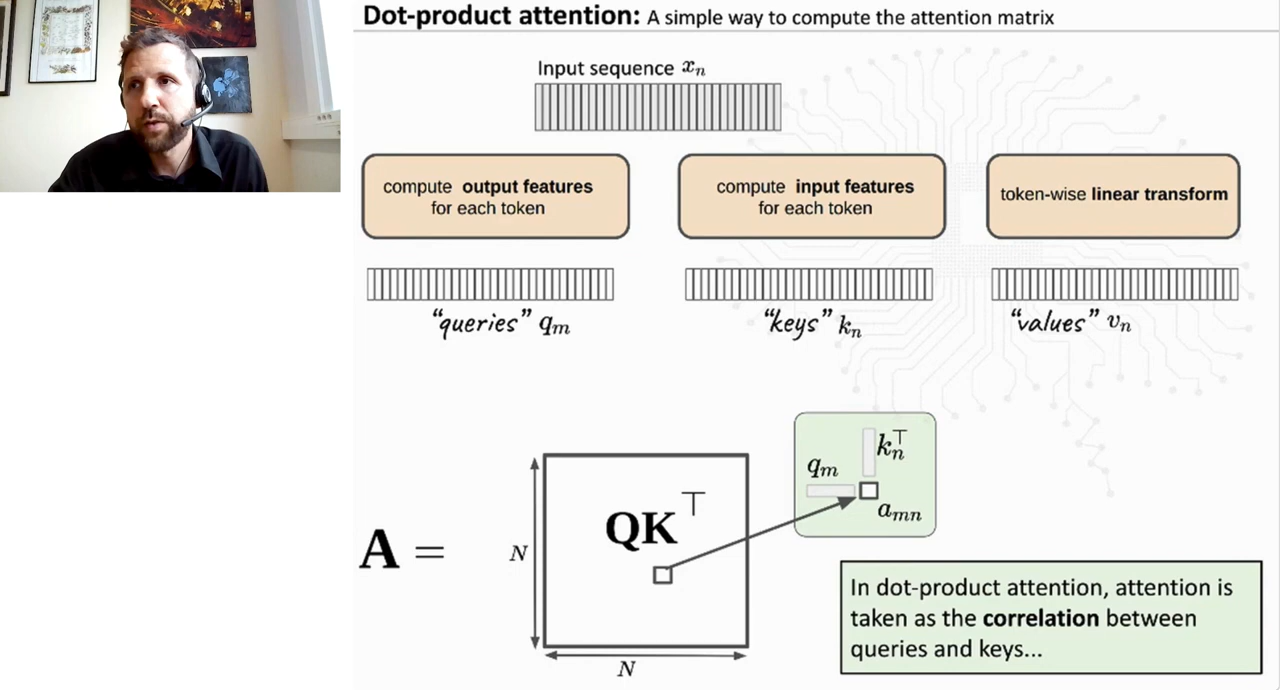 Dot-product attention: A simple way to compute the attention matrix
Input sequence xₙ
compute output features
for each token
compute input features
for each token
token-wise linear transform
“queries” qₘ
“keys” kₙ
“values” vₙ
A =
N
QK⊤
N
qₘ
kₙ⊤
aₘₙ
In dot-product attention, attention is
taken as the correlation between
queries and keys...